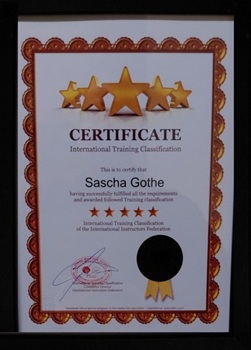 CERTIFICATE
International Training Classification
This is to certify that
Sascha Gothe
having successfully fulfilled all the requirements
and awarded followed Training classification
International Training Classification
of the International Instructors Federation